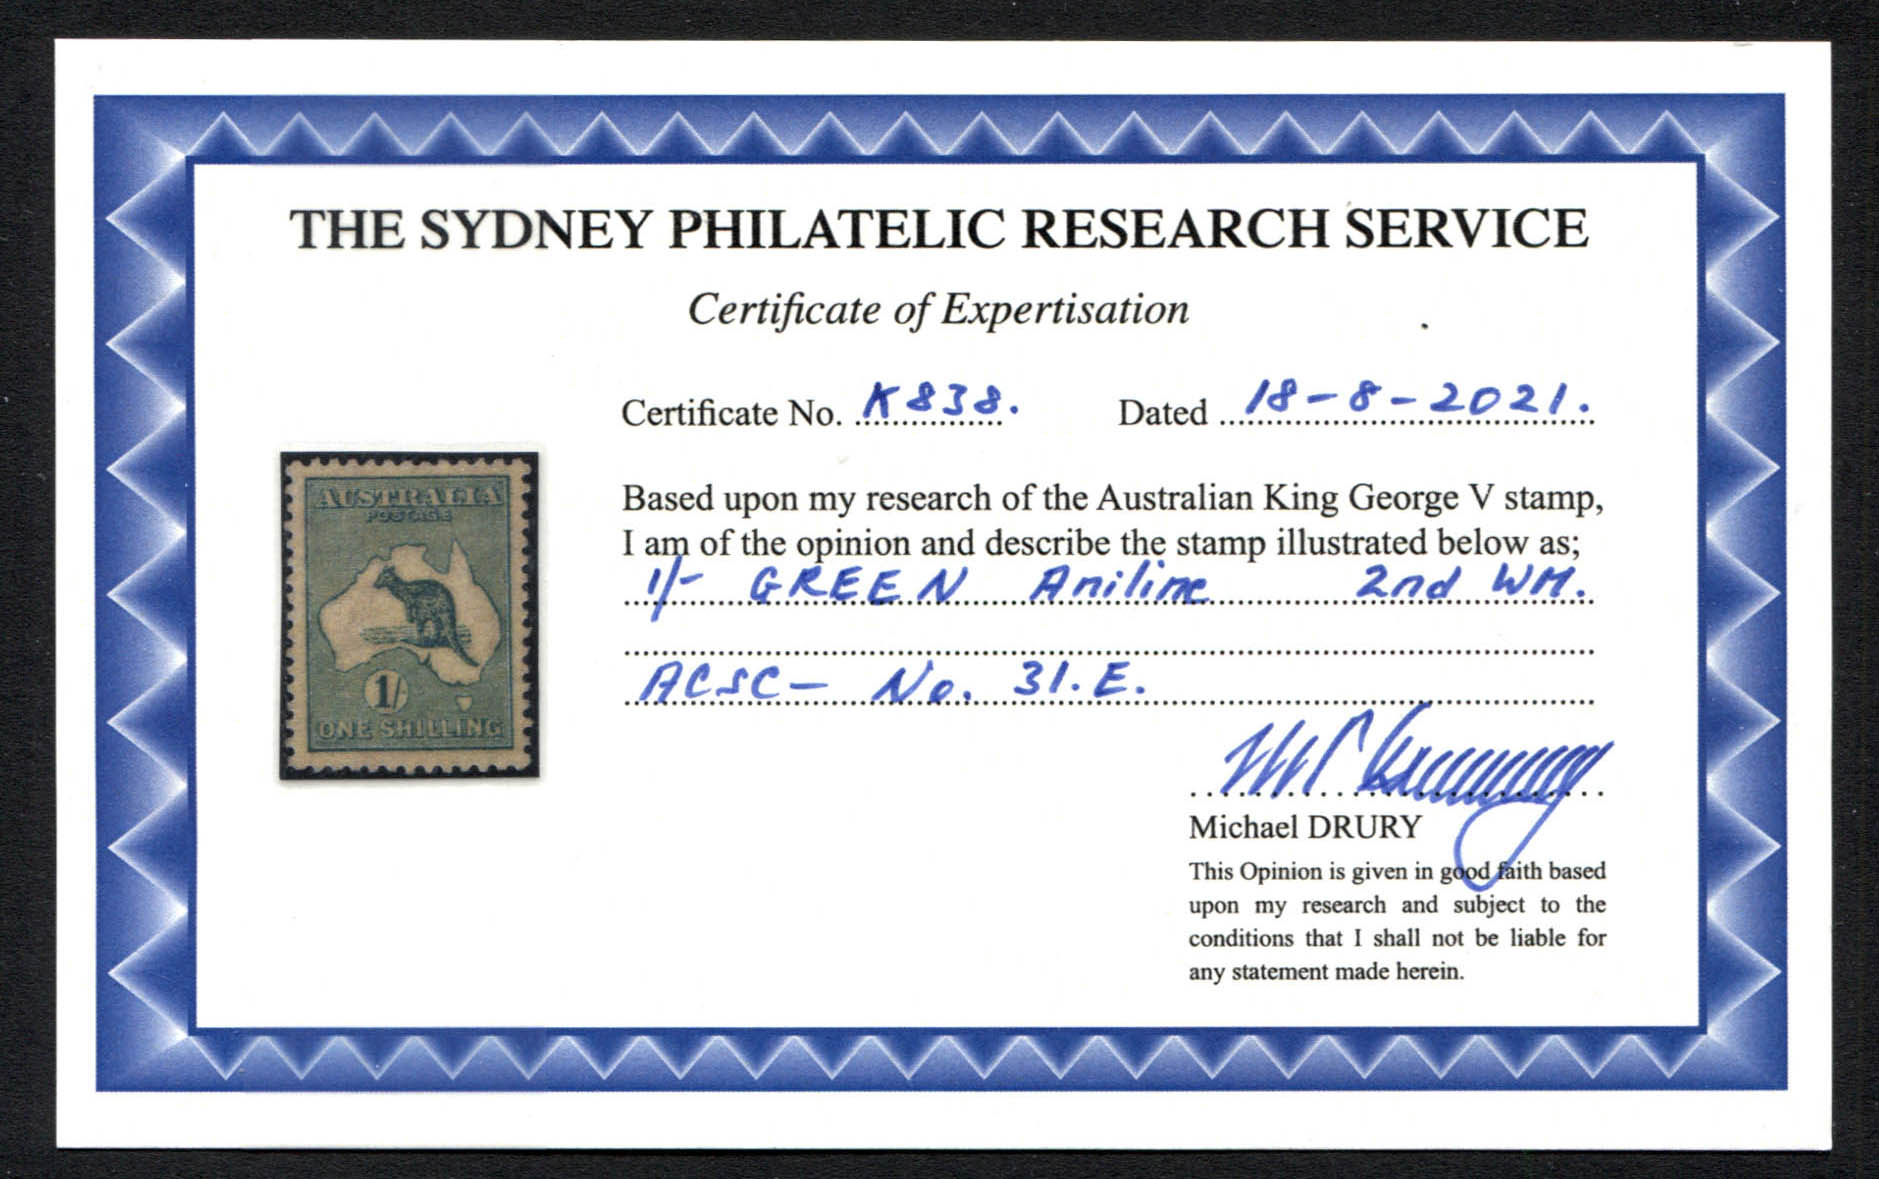 THE SYDNEY PHILATELIC RESEARCH SERVICE
Certificate of Expertisation
Certificate No. K838. Dated 18-8-2021.
Based upon my research of the Australian King George V stamp,
I am of the opinion and describe the stamp illustrated below as;
1/- GREEN Aniline 2nd WM.
ACSC- No. 31.E.
AUSTRALIA
POSTAGE
1/-
ONE SHILLING
Michael DRURY
This Opinion is given in good faith based
upon my research and subject to the
conditions that I shall not be liable for
any statement made herein.